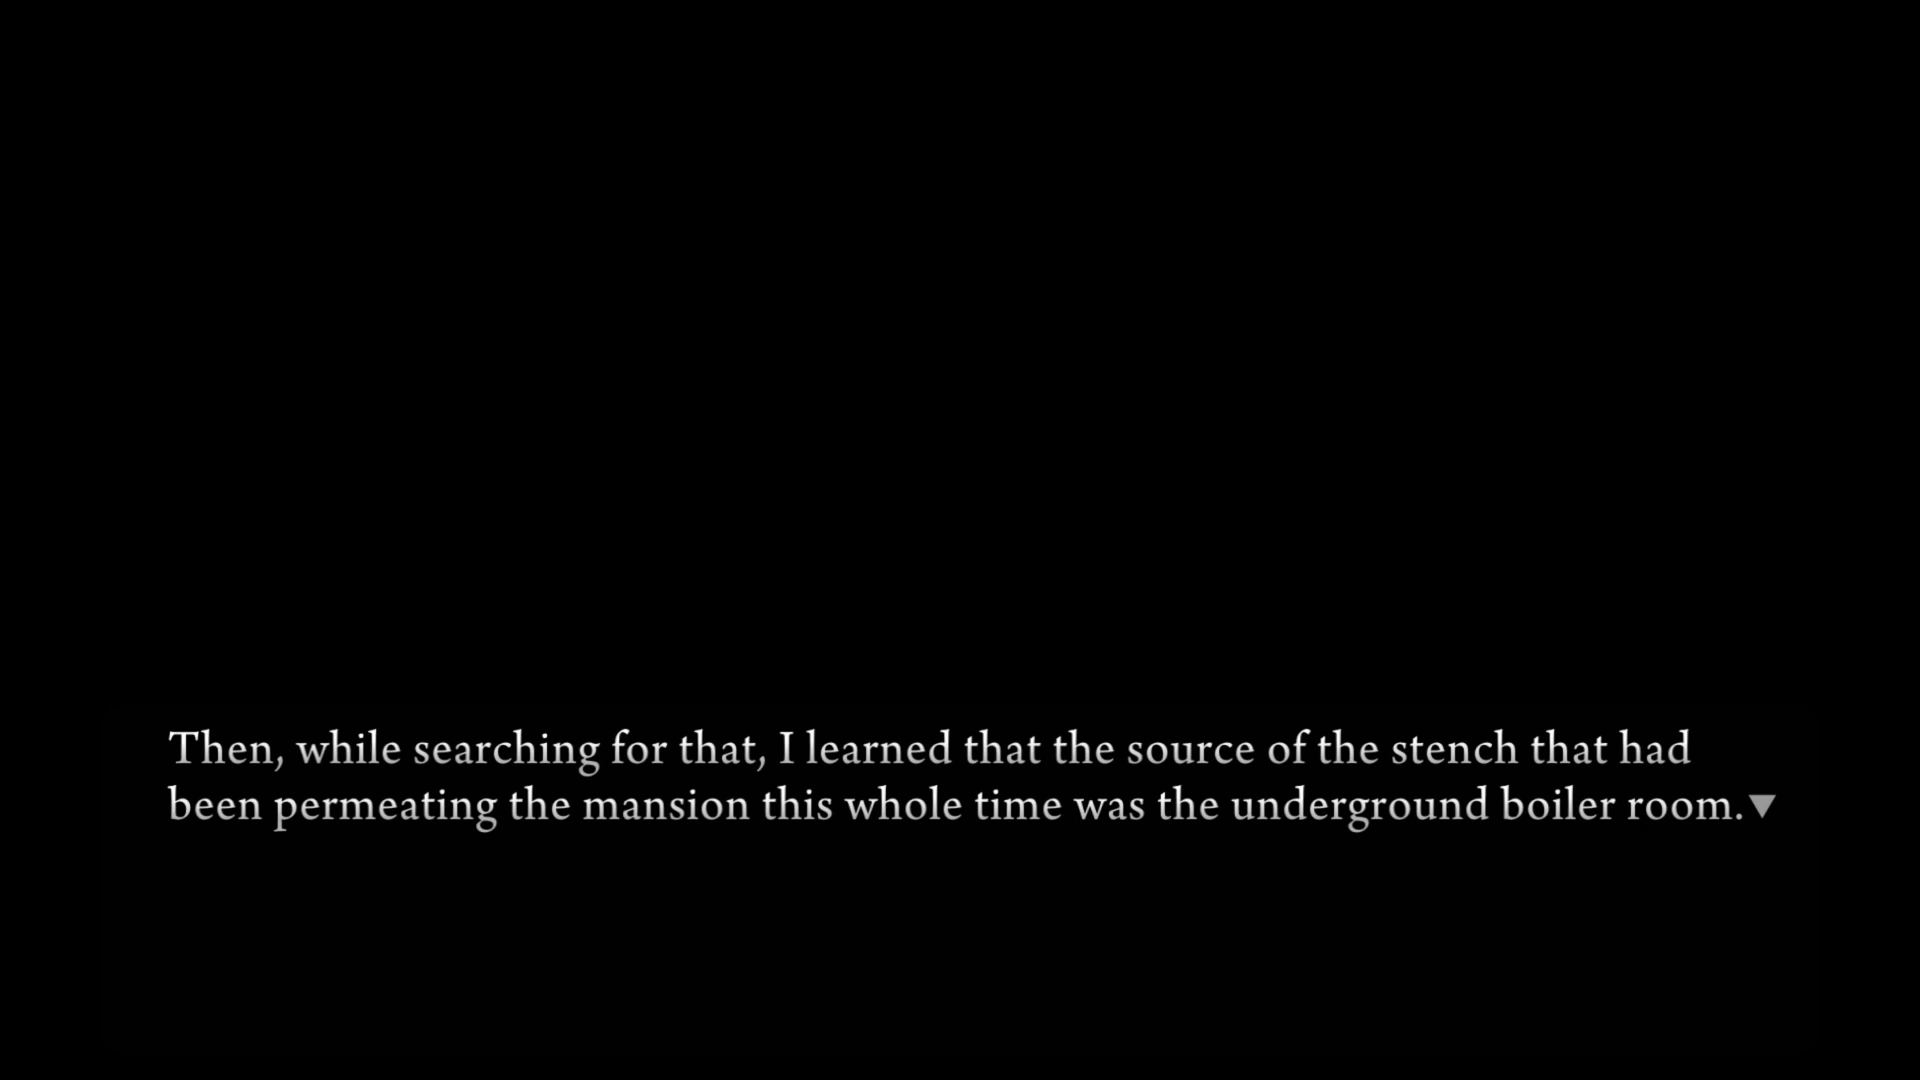 Then, while searching for that, I learned that the source of the stench that had
been permeating the mansion this whole time was the underground boiler room.▼